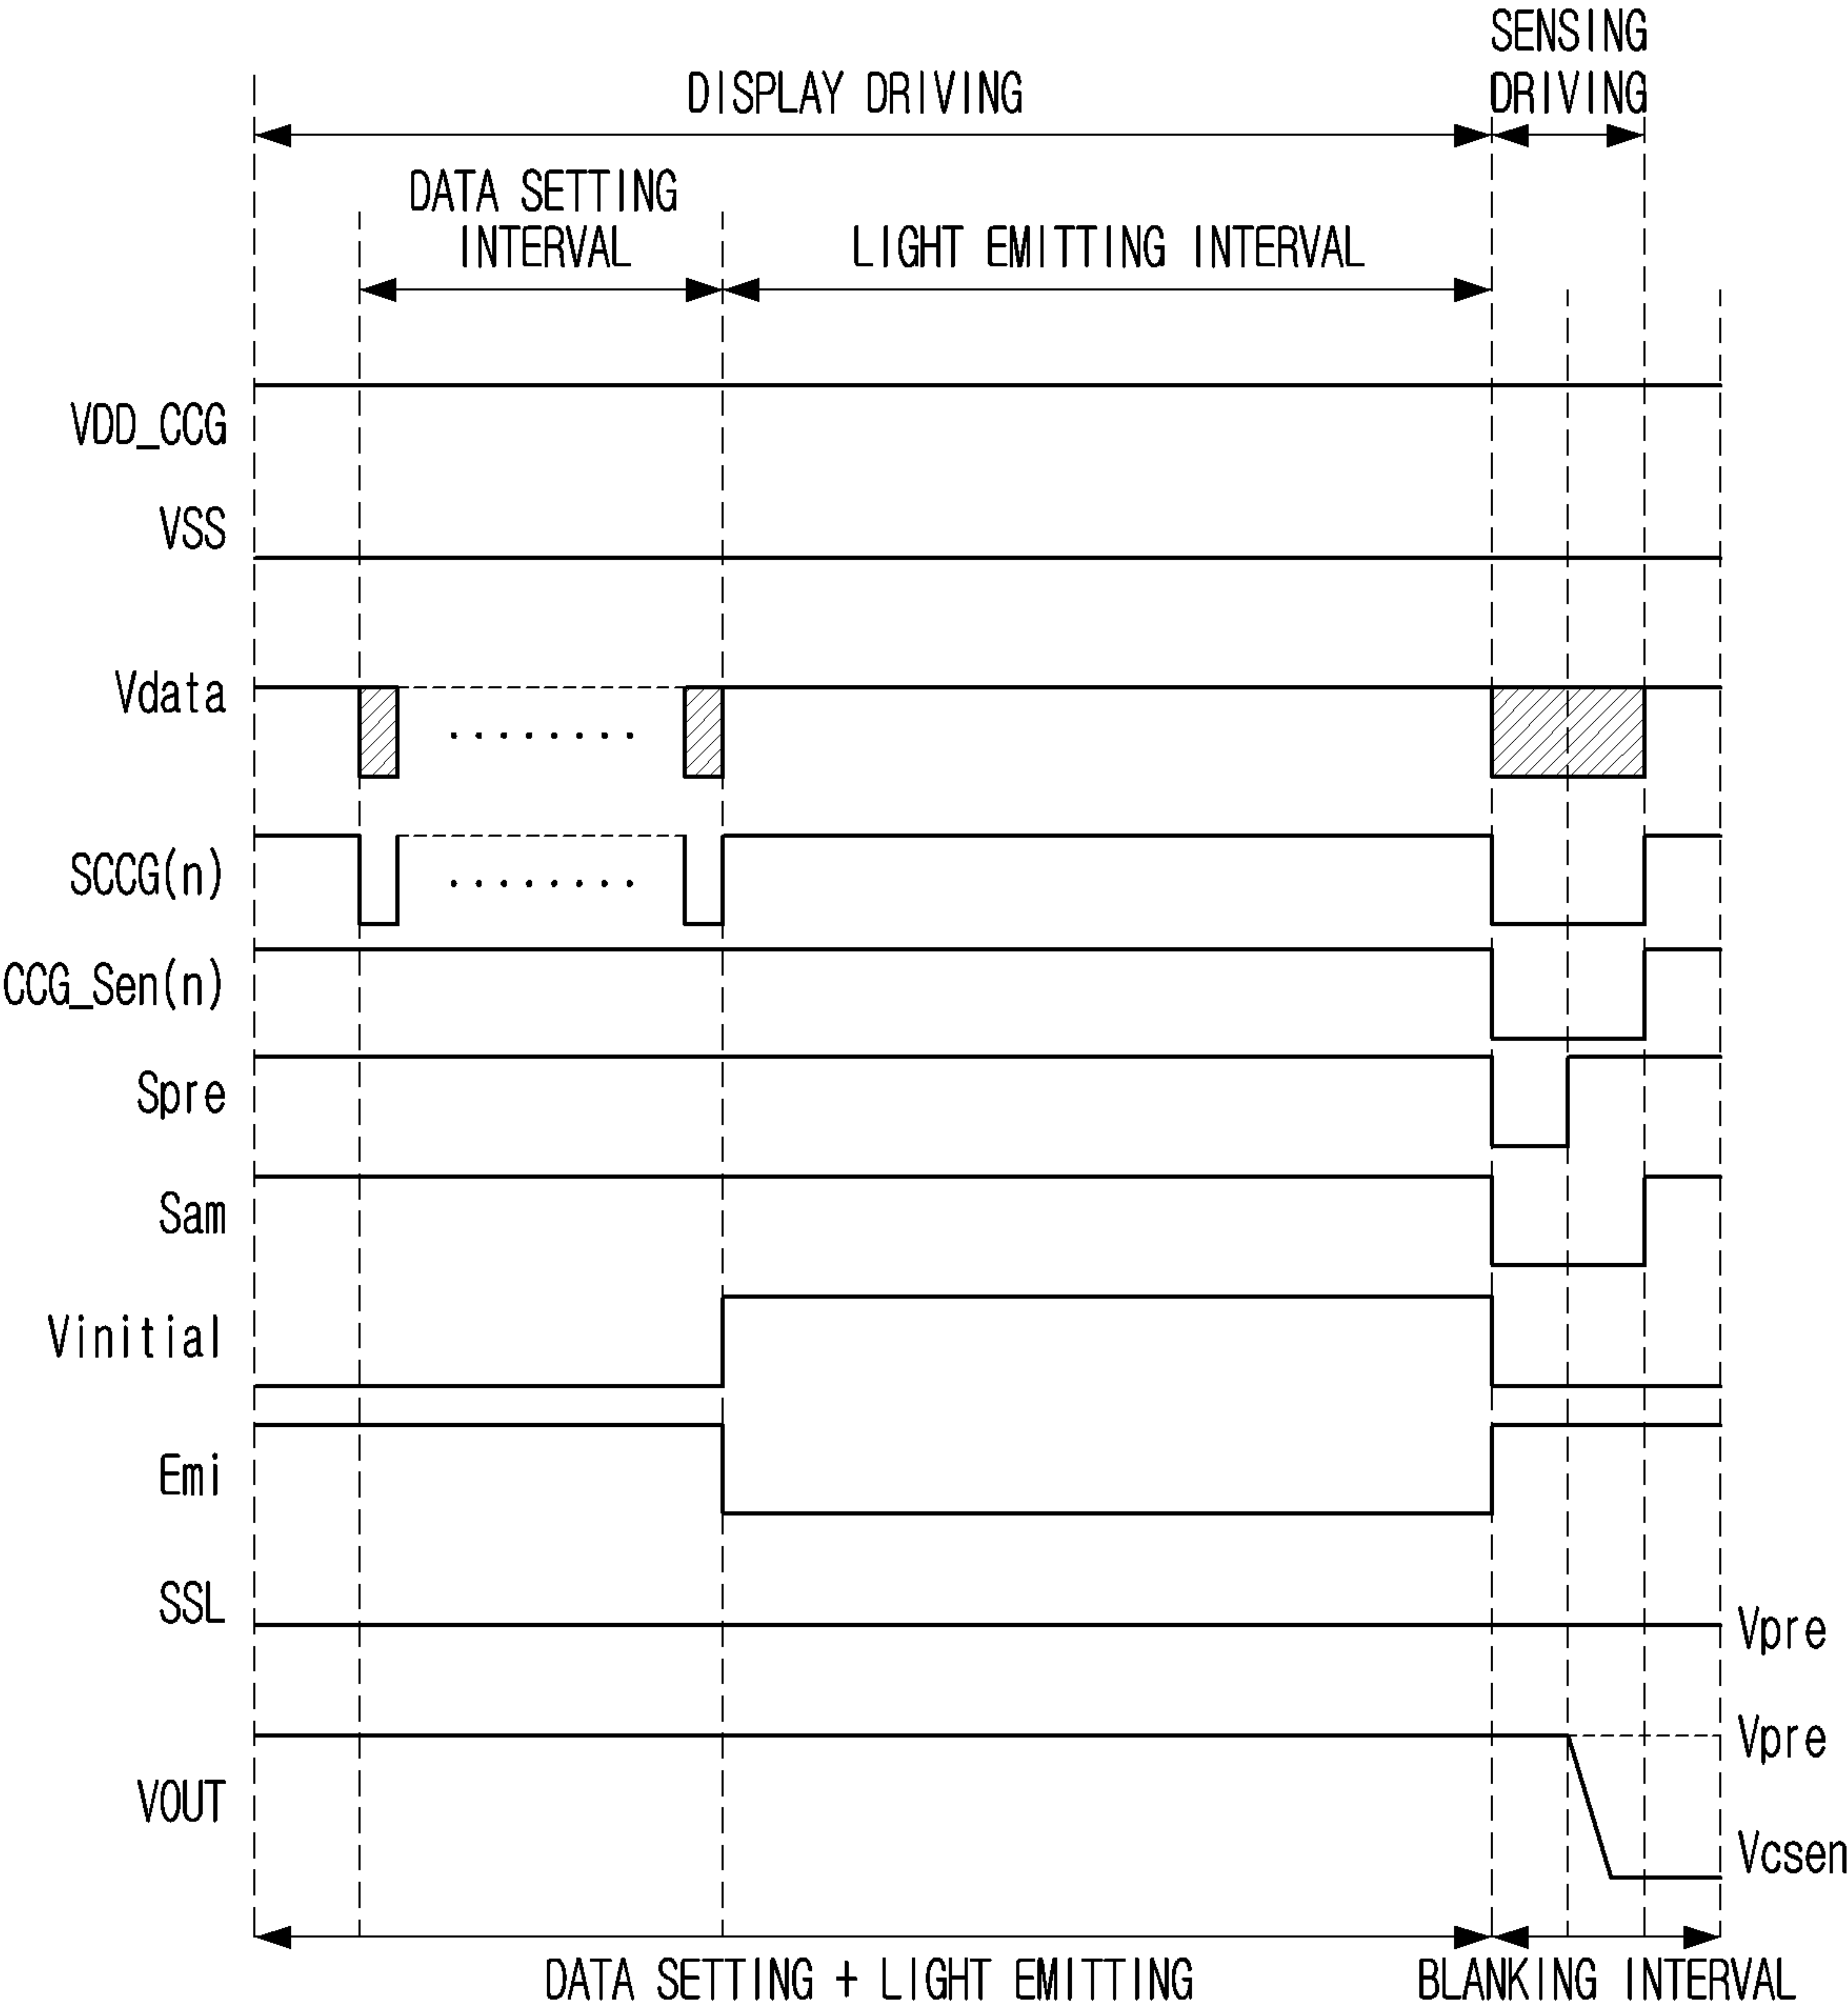 SENSING
DISPLAY DRIVING
DRIVING
DATA SETTING
INTERVAL
LIGHT EMITTING INTERVAL
VDD_CCG
VSS
Vdata
........
SCCG(n)
........
CCG_Sen(n)
Spre
Sam
Vinitial
Emi
SSL
Vpre
Vpre
VOUT
Vcsen
DATA SETTING + LIGHT EMITTING
BLANKING INTERVAL